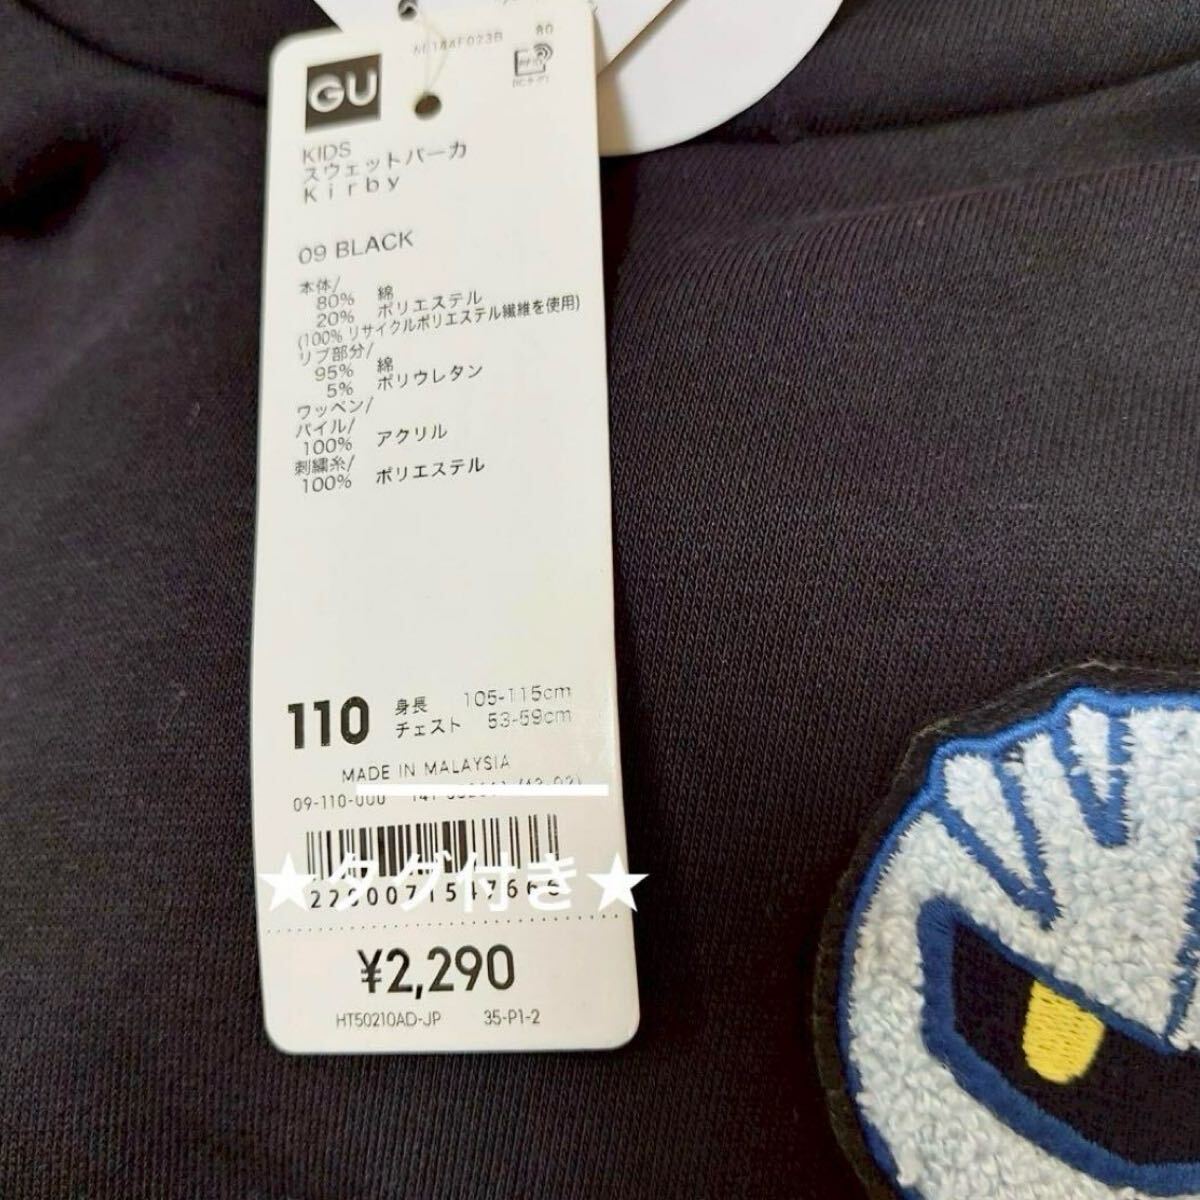 80
GU
KIDS
スウェットパーカ
Kirby
09 BLACK
本体/
80% 綿
20% ポリエステル
(100% リサイクルポリエステル繊維を使用)
リブ部分/
95% 綿
5% ポリウレタン
ワッペン/
パイル/
100% アクリル
刺繍糸/
100% ポリエステル
110 身長 105-115cm
チェスト 53-59cm
MADE IN MALAYSIA
09-110-000
★タグ付き★
¥2,290
HT50210AD-JP 35-P1-2